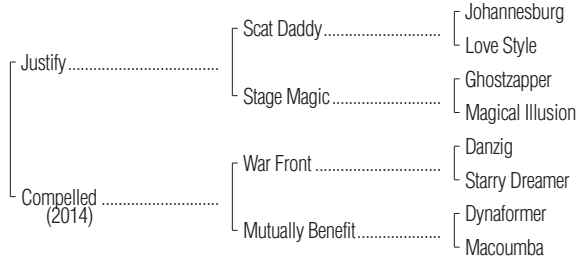 Johannesburg
Scat Daddy
Love Style
Justify
Ghostzapper
Stage Magic
Magical Illusion
Danzig
War Front
Starry Dreamer
Compelled
(2014)
Dynaformer
Mutually Benefit
Macoumba